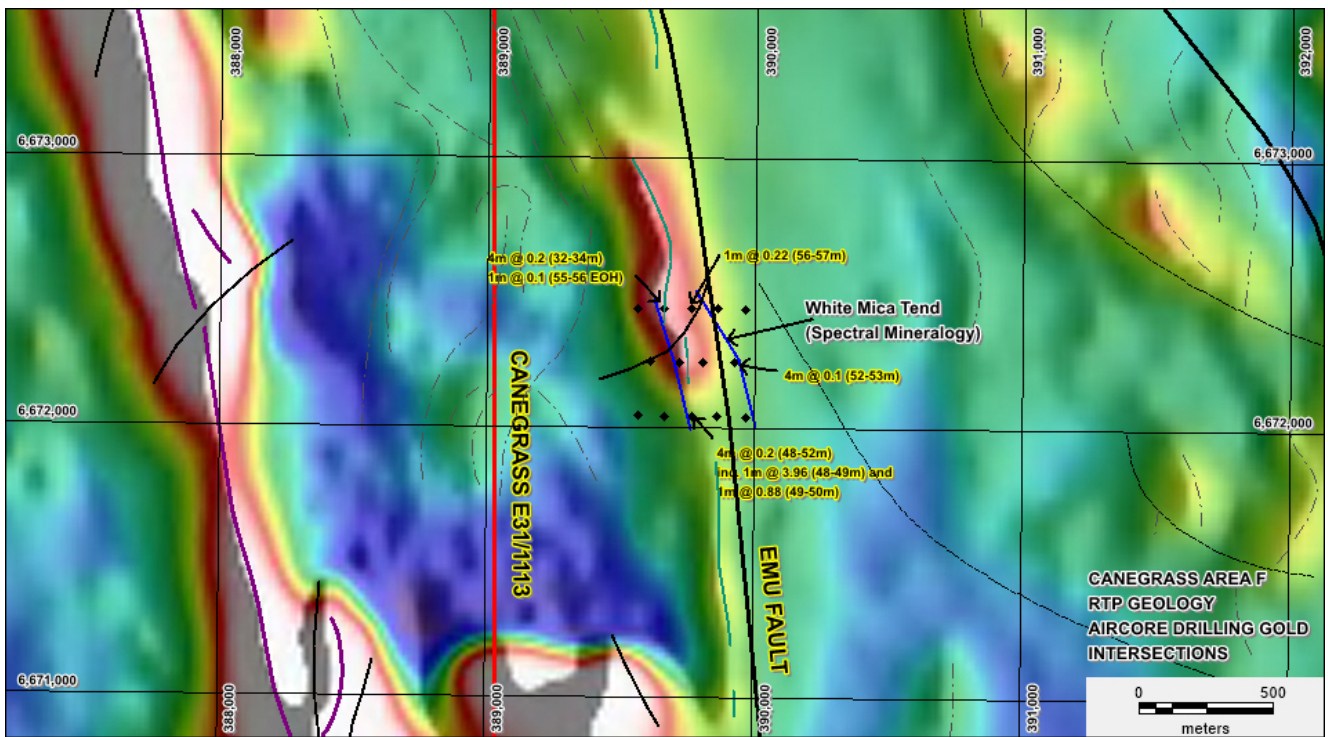 388,000
389,000
390,000
391,000
392,000
6,673,000
6,673,000
4m @ 0.2 (32-34m)
1m @ 0.1 (55-56 EOH)
1m @ 0.22 (56-57m)
White Mica Tend
(Spectral Mineralogy)
4m @ 0.1 (52-53m)
CANEGRASS E31/1113
6,672,000
6,672,000
4m @ 0.2 (48-52m)
inc. 1m @ 3.96 (48-49m) and
1m @ 0.88 (49-50m)
EMU FAULT
CANEGRASS AREA F
RTP GEOLOGY
AIRCORE DRILLING GOLD
INTERSECTIONS
6,671,000
388,000
389,000
390,000
391,000
0 500
meters